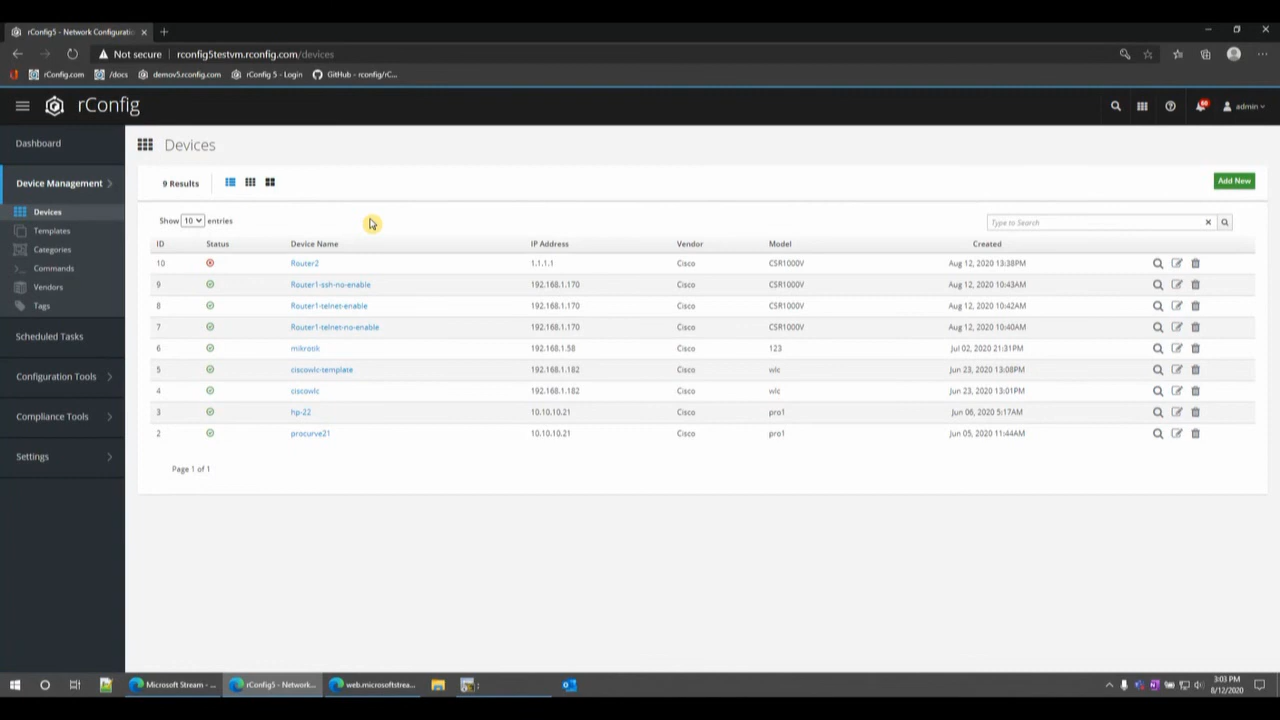 rConfig5 - Network Configuratio
Not secure | rconfig5testvm.rconfig.com/devices
rConfig.com /docs demov5.rconfig.com rConfig 5 - Login GitHub - rconfig/rC...
rConfig
admin
Dashboard
Device Management
Devices
Templates
Categories
Commands
Vendors
Tags
Scheduled Tasks
Configuration Tools
Compliance Tools
Settings
Devices
9 Results
Add New
Show 10 entries
Type to Search
ID Status Device Name IP Address Vendor Model Created
10 Router2 1.1.1.1 Cisco CSR1000V Aug 12, 2020 13:38PM
9 Router1-ssh-no-enable 192.168.1.170 Cisco CSR1000V Aug 12, 2020 10:43AM
8 Router1-telnet-enable 192.168.1.170 Cisco CSR1000V Aug 12, 2020 10:42AM
7 Router1-telnet-no-enable 192.168.1.170 Cisco CSR1000V Aug 12, 2020 10:40AM
6 192.168.1.58 Cisco 123 Jul 02, 2020 21:31PM
5 ciscowlc-template 192.168.1.182 Cisco wlc Jun 23, 2020 13:08PM
4 ciscowlc 192.168.1.182 Cisco wlc Jun 23, 2020 13:01PM
3 hp-22 10.10.10.21 Cisco pro1 Jun 06, 2020 5:17AM
2 procurve21 10.10.10.21 Cisco pro1 Jun 05, 2020 11:44AM
Page 1 of 1
Microsoft Stream - ... rConfig5 - Network... web.microsoftstrea...
3:03 PM
8/12/2020